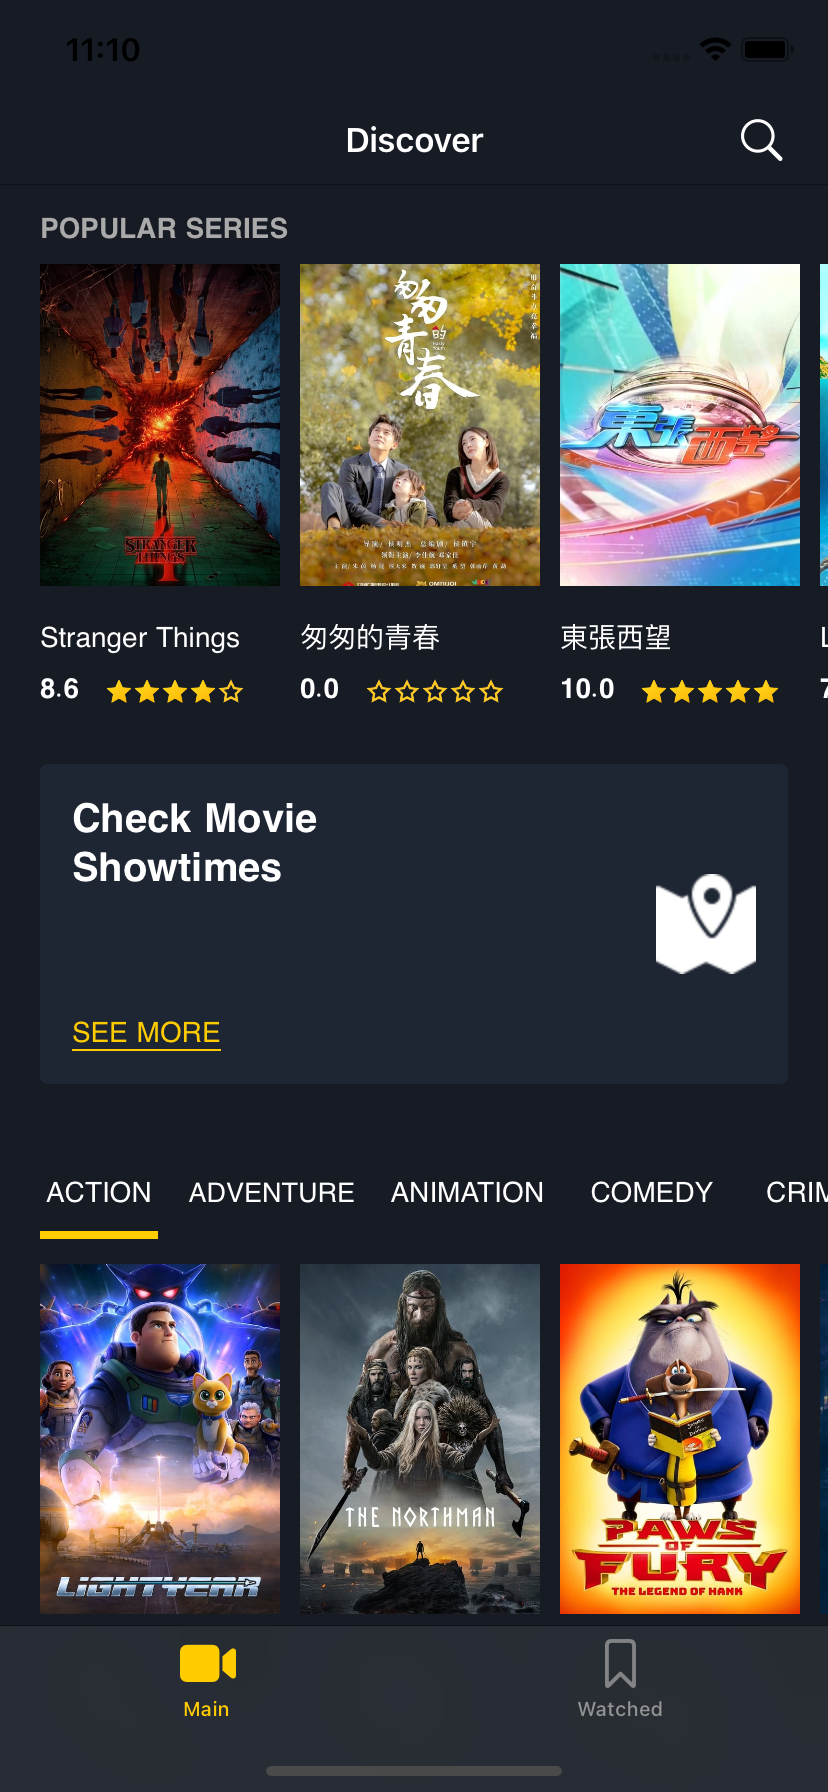 11:10
Discover
POPULAR SERIES
STRANGER
THINGS
4
匆匆
的
青
春
東張西望
Stranger Things
匆匆的青春
東張西望
L
8.6
0.0
10.0
7
Check Movie
Showtimes
SEE MORE
ACTION
ADVENTURE
ANIMATION
COMEDY
CRIM
LIGHTYEAR
THE NORTHMAN
PAWS
OF
FURY
THE LEGEND OF HANK
Main
Watched